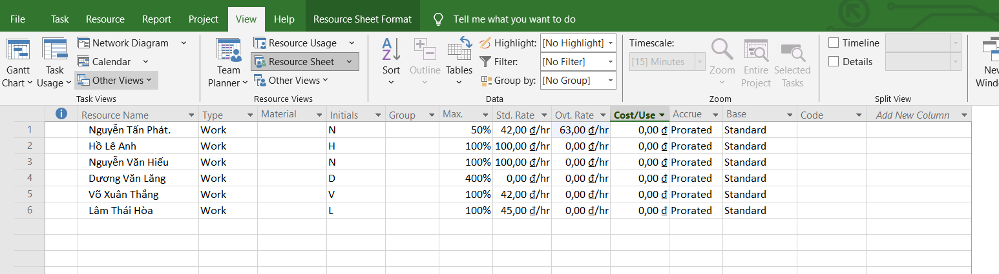 File Task Resource Report Project View Help Resource Sheet Format Tell me what you want to do
Network Diagram Resource Usage Highlight: [No Highlight] Timescale: Timeline
Calendar Resource Sheet Filter: [No Filter] [15] Minutes Details
Gantt Chart Task Usage Other Views Team Planner Other Views Sort Outline Tables Group by: [No Group] Zoom Entire Project Selected Tasks New
Task Views Resource Views Data Zoom Split View
Resource Name Type Material Initials Group Max. Std. Rate Ovt. Rate Cost/Use Accrue Base Code Add New Column
1 Nguyễn Tấn Phát. Work N 50% 42,00 ₫/hr 63,00 ₫/hr 0,00 ₫ Prorated Standard
2 Hồ Lê Anh Work H 100% 100,00 ₫/hr 0,00 ₫/hr 0,00 ₫ Prorated Standard
3 Nguyễn Văn Hiếu Work N 100% 100,00 ₫/hr 0,00 ₫/hr 0,00 ₫ Prorated Standard
4 Dương Văn Lăng Work D 400% 0,00 ₫/hr 0,00 ₫/hr 0,00 ₫ Prorated Standard
5 Võ Xuân Thắng Work V 100% 42,00 ₫/hr 0,00 ₫/hr 0,00 ₫ Prorated Standard
6 Lâm Thái Hòa Work L 100% 45,00 ₫/hr 0,00 ₫/hr 0,00 ₫ Prorated Standard